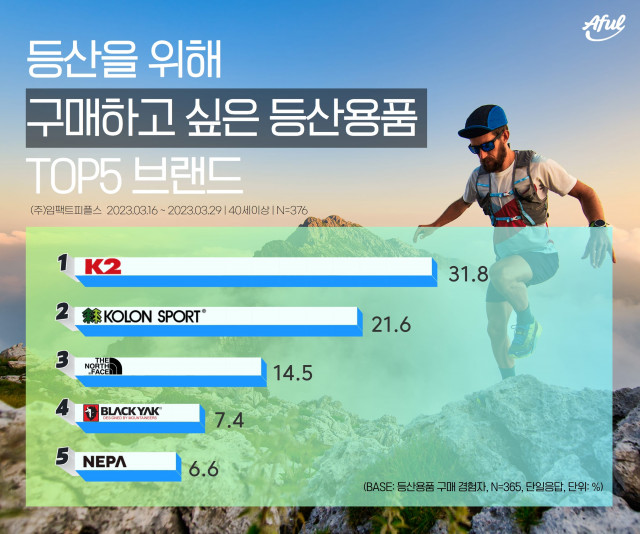 Aful
등산을 위해
구매하고 싶은 등산용품
TOP5 브랜드
(주)임팩트피플스 2023.03.16 ~ 2023.03.29 | 40세이상 | N=376
1 K2 31.8
2 KOLON SPORT® 21.6
3 THE NORTH FACE 14.5
4 BLACKYAK® DESIGNED BY MOUNTAINEERS 7.4
5 NEPA 6.6
(BASE: 등산용품 구매 경험자, N=365, 단일응답, 단위: %)